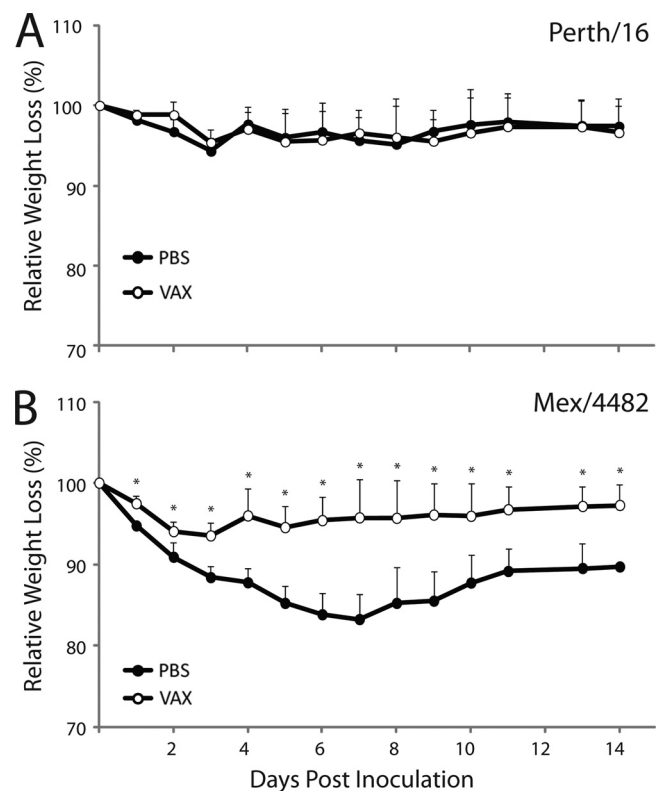 A
Perth/16
Relative Weight Loss (%)
110
100
90
80
70
PBS
VAX
B
Mex/4482
Relative Weight Loss (%)
110
100
90
80
70
* * * * * * * * * * * * *
PBS
VAX
2 4 6 8 10 12 14
Days Post Inoculation